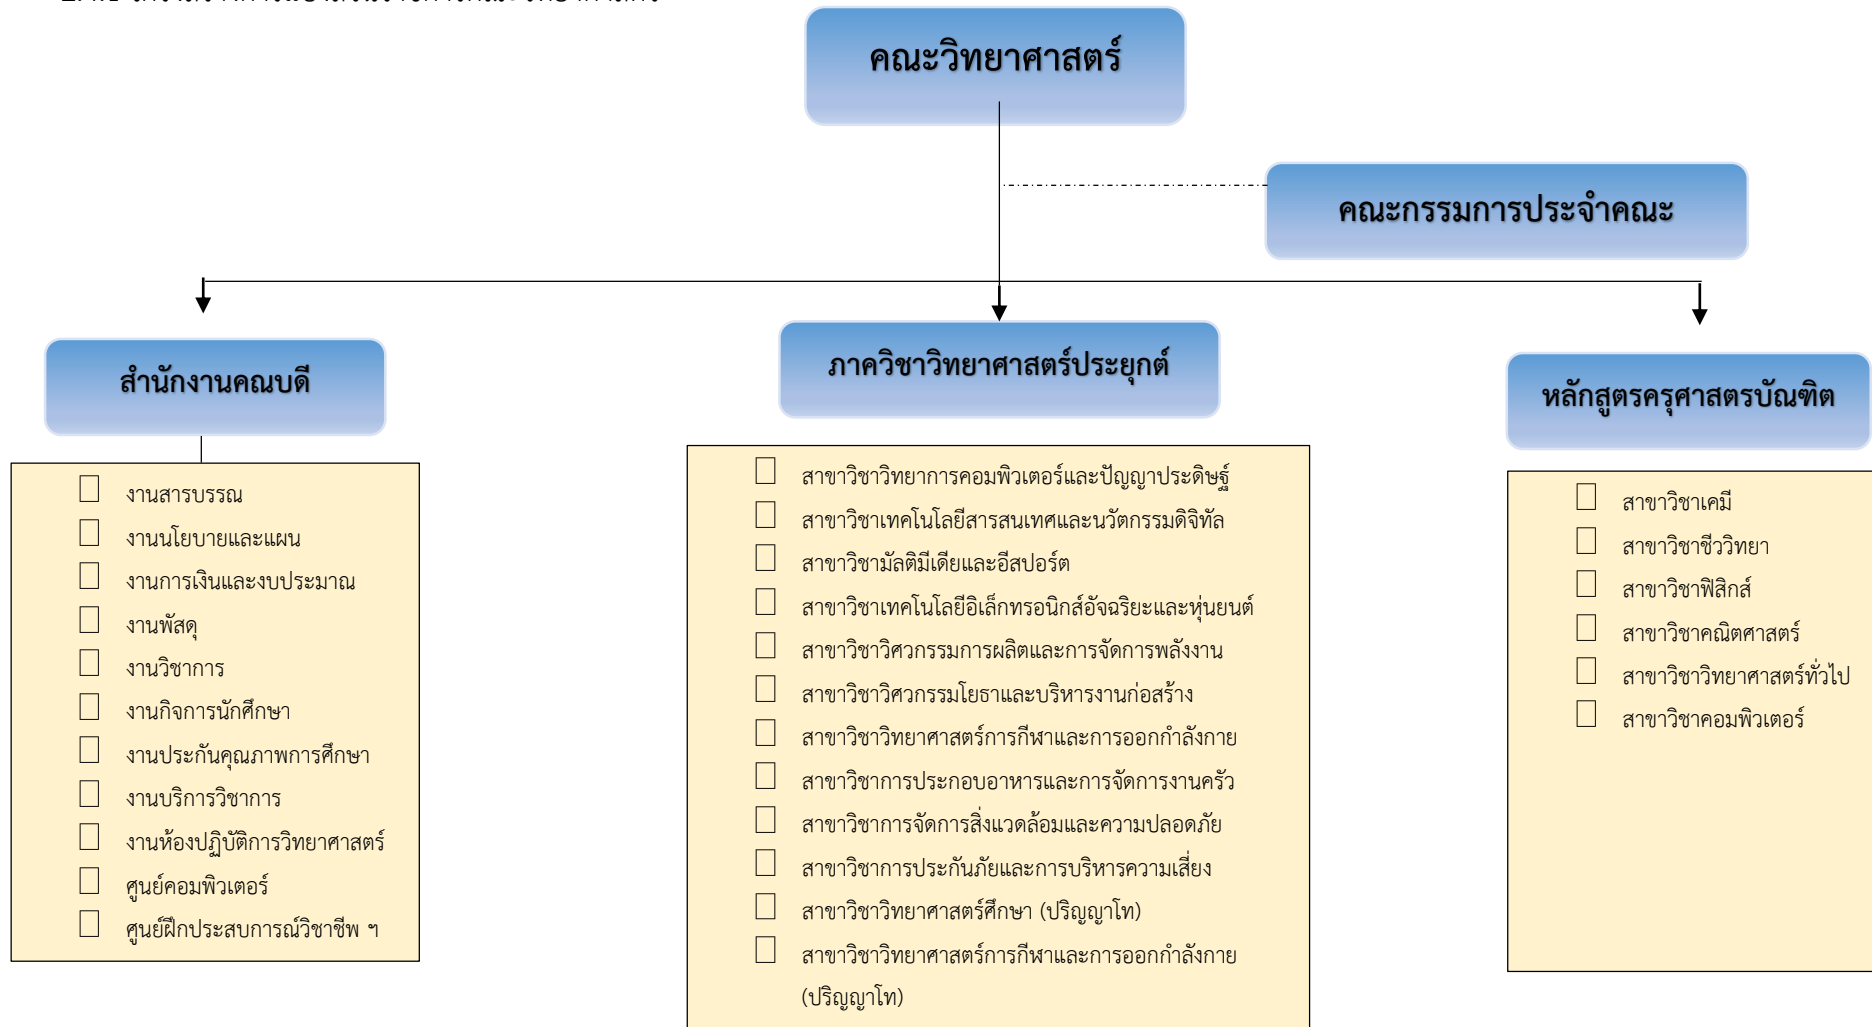 คณะวิทยาศาสตร์
คณะกรรมการประจำคณะ
สำนักงานคณบดี
งานสารบรรณ
งานนโยบายและแผน
งานการเงินและงบประมาณ
งานพัสดุ
งานวิชาการ
งานกิจการนักศึกษา
งานประกันคุณภาพการศึกษา
งานบริการวิชาการ
งานห้องปฏิบัติการวิทยาศาสตร์
ศูนย์คอมพิวเตอร์
ศูนย์ฝึกประสบการณ์วิชาชีพ ฯ
ภาควิชาวิทยาศาสตร์ประยุกต์
สาขาวิชาวิทยาการคอมพิวเตอร์และปัญญาประดิษฐ์
สาขาวิชาเทคโนโลยีสารสนเทศและนวัตกรรมดิจิทัล
สาขาวิชามัลติมีเดียและอีสปอร์ต
สาขาวิชาเทคโนโลยีอิเล็กทรอนิกส์อัจฉริยะและหุ่นยนต์
สาขาวิชาวิศวกรรมการผลิตและการจัดการพลังงาน
สาขาวิชาวิศวกรรมโยธาและบริหารงานก่อสร้าง
สาขาวิชาวิทยาศาสตร์การกีฬาและการออกกำลังกาย
สาขาวิชาการประกอบอาหารและการจัดการงานครัว
สาขาวิชาการจัดการสิ่งแวดล้อมและความปลอดภัย
สาขาวิชาการประกันภัยและการบริหารความเสี่ยง
สาขาวิชาวิทยาศาสตร์ศึกษา (ปริญญาโท)
สาขาวิชาวิทยาศาสตร์การกีฬาและการออกกำลังกาย
(ปริญญาโท)
หลักสูตรครุศาสตรบัณฑิต
สาขาวิชาเคมี
สาขาวิชาชีววิทยา
สาขาวิชาฟิสิกส์
สาขาวิชาคณิตศาสตร์
สาขาวิชาวิทยาศาสตร์ทั่วไป
สาขาวิชาคอมพิวเตอร์